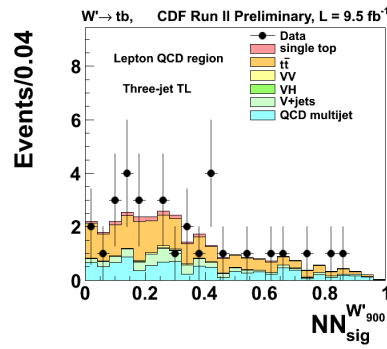 W'→ tb, CDF Run II Preliminary, L = 9.5 fb⁻¹
Events/0.04
Lepton QCD region
Three-jet TL
Data
single top
tt̄
VV
VH
V+jets
QCD multijet
8
6
4
2
0
0 0.2 0.4 0.6 0.8 1
NN_sig^W'900